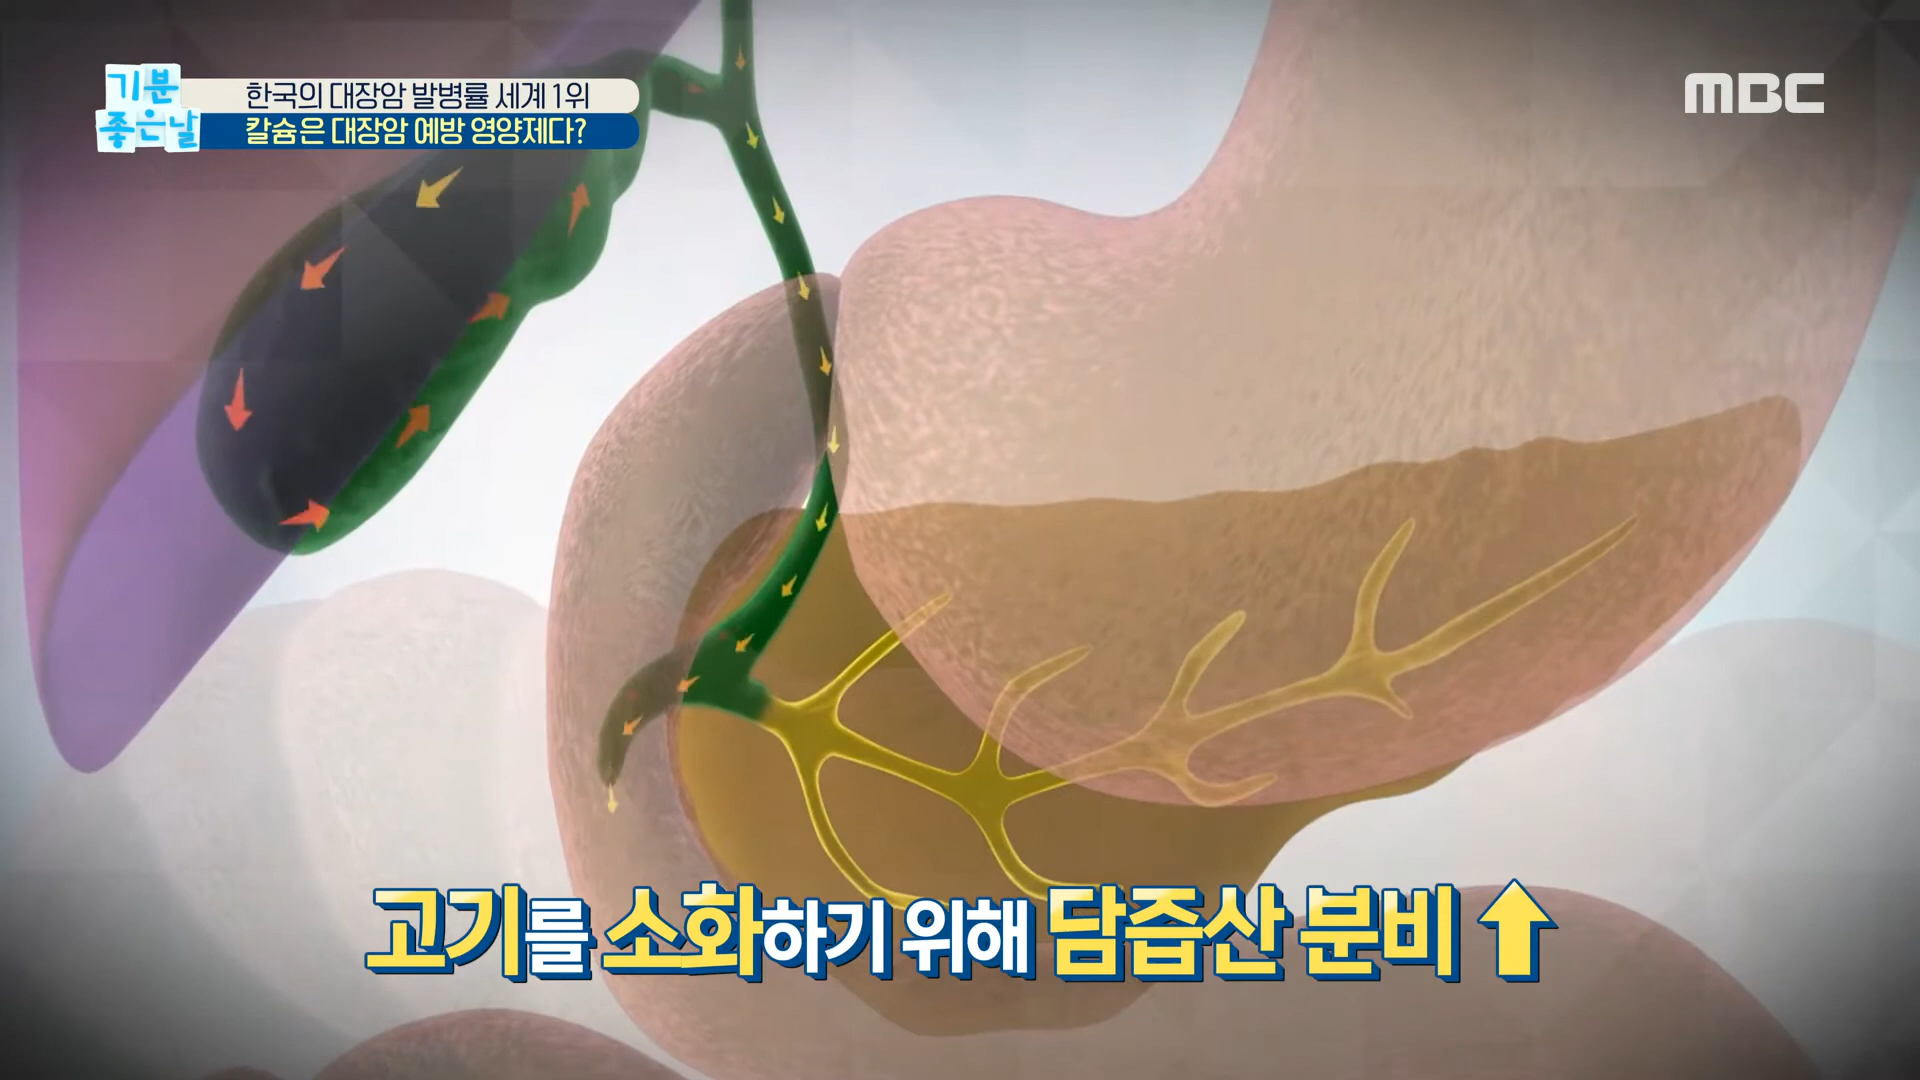 기분
좋은날
한국의 대장암 발병률 세계 1위
칼슘은 대장암 예방 영양제다?
MBC
고기를 소화하기 위해 담즙산 분비